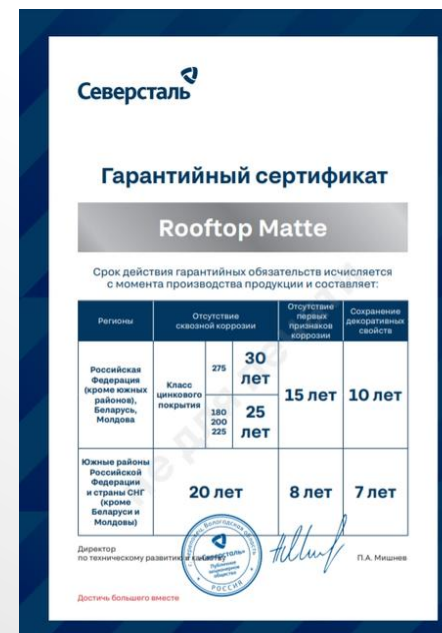 Северсталь
Гарантийный сертификат
Rooftop Matte
Срок действия гарантийных обязательств исчисляется
с момента производства продукции и составляет:
Регионы
Отсутствие
сквозной коррозии
Отсутствие
первых
признаков
коррозии
Сохранение
декоративных
свойств
Российская
Федерация
(кроме южных
районов),
Беларусь,
Молдова
Класс
цинкового
покрытия
275
30
лет
180
200
225
25
лет
15 лет
10 лет
Южные районы
Российской
Федерации
и страны СНГ
(кроме
Беларуси и
Молдовы)
20 лет
8 лет
7 лет
Директор
по техническому развитию и качеству
П.А. Мишнев
Достичь большего вместе